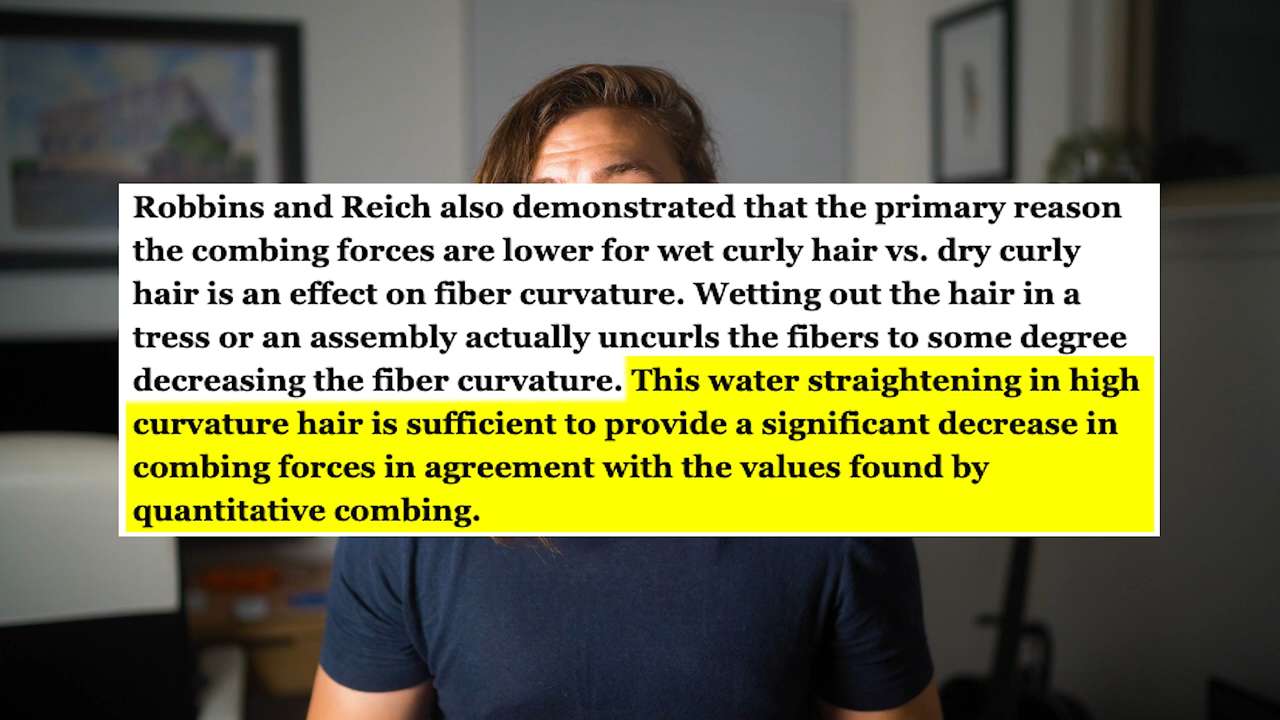 Robbins and Reich also demonstrated that the primary reason
the combing forces are lower for wet curly hair vs. dry curly
hair is an effect on fiber curvature. Wetting out the hair in a
tress or an assembly actually uncurls the fibers to some degree
decreasing the fiber curvature. This water straightening in high
curvature hair is sufficient to provide a significant decrease in
combing forces in agreement with the values found by
quantitative combing.